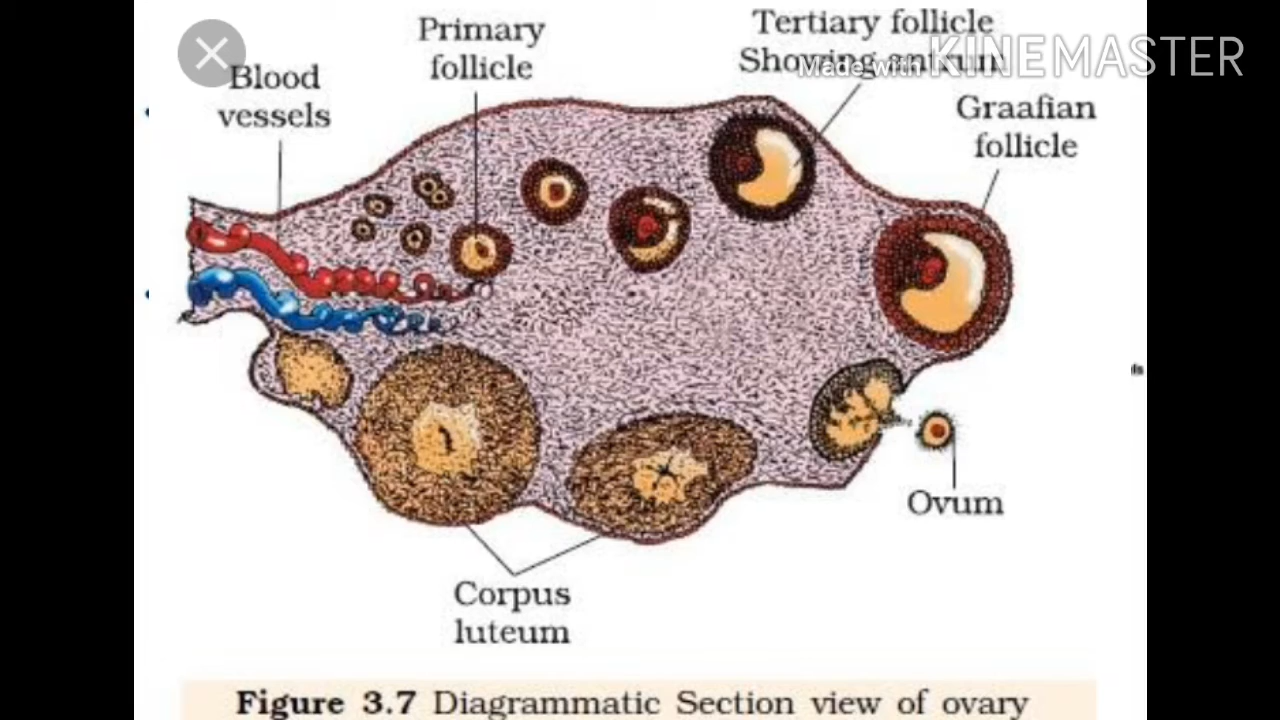 Primary
follicle
Tertiary follicle
Showing antrum
Made with KINEMASTER
Blood
vessels
Graafian
follicle
Ovum
Corpus
luteum
Figure 3.7 Diagrammatic Section view of ovary